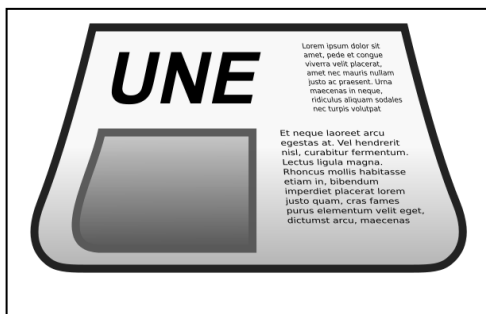 UNE
Lorem ipsum dolor sit
amet, pede et congue
viverra velit placerat,
amet nec mauris nullam
justo ac praesent. Urna
maecenas in neque,
ridiculus aliquam sodales
nec turpis volutpat
Et neque laoreet arcu
egestas at. Vel hendrerit
nisl, curabitur fermentum.
Lectus ligula magna.
Rhoncus mollis habitasse
etiam in, bibendum
imperdiet placerat lorem
justo quam, cras fames
purus elementum velit eget,
dictumst arcu, maecenas